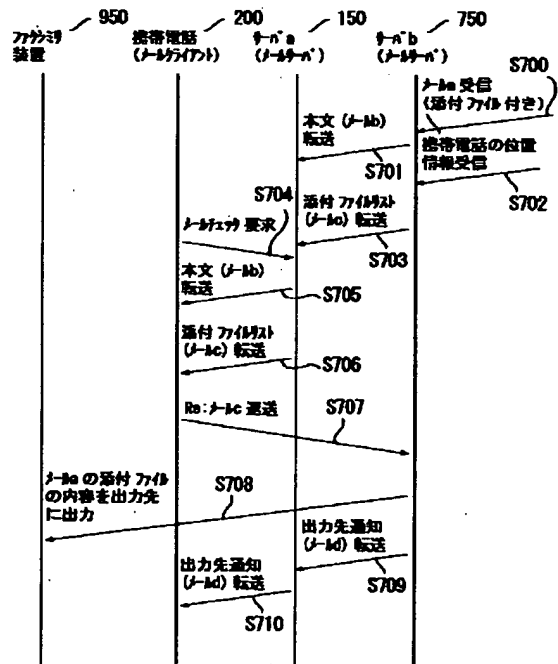 950
200
150
750
ファクシミリ
装置
携帯電話
(メールクライアント)
サーバa
(メールサーバ)
サーバb
(メールサーバ)
S700
メールa 受信
(添付ファイル付き)
本文 (メールb)
転送
S701
携帯電話の位置
情報受信
S702
S704
メールチェック 要求
添付ファイルリスト
(メールc) 転送
S703
本文 (メールb)
転送
S705
添付ファイルリスト
(メールc) 転送
S706
Re:メールc 返送
S707
メールa の添付ファイル
の内容を出力先
に出力
S708
出力先通知
(メールd) 転送
S709
出力先通知
(メールd) 転送
S710